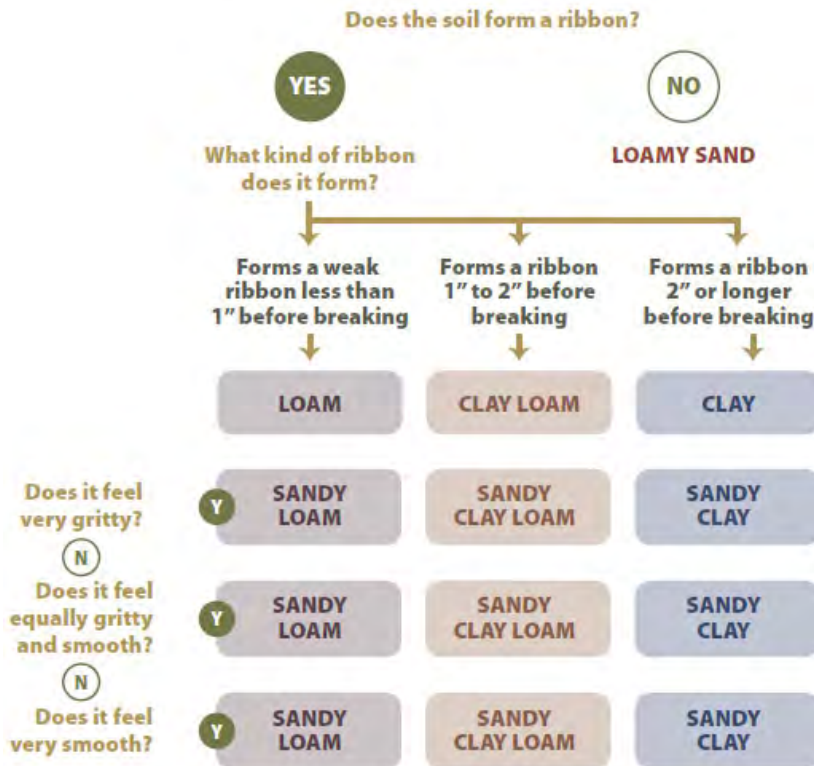 Does the soil form a ribbon?
YES
NO
What kind of ribbon
does it form?
LOAMY SAND
Forms a weak
ribbon less than
1” before breaking
Forms a ribbon
1” to 2” before
breaking
Forms a ribbon
2” or longer
before breaking
LOAM
CLAY LOAM
CLAY
Does it feel
very gritty?
Y
SANDY
LOAM
SANDY
CLAY LOAM
SANDY
CLAY
N
Does it feel
equally gritty
and smooth?
Y
SANDY
LOAM
SANDY
CLAY LOAM
SANDY
CLAY
N
Does it feel
very smooth?
Y
SANDY
LOAM
SANDY
CLAY LOAM
SANDY
CLAY